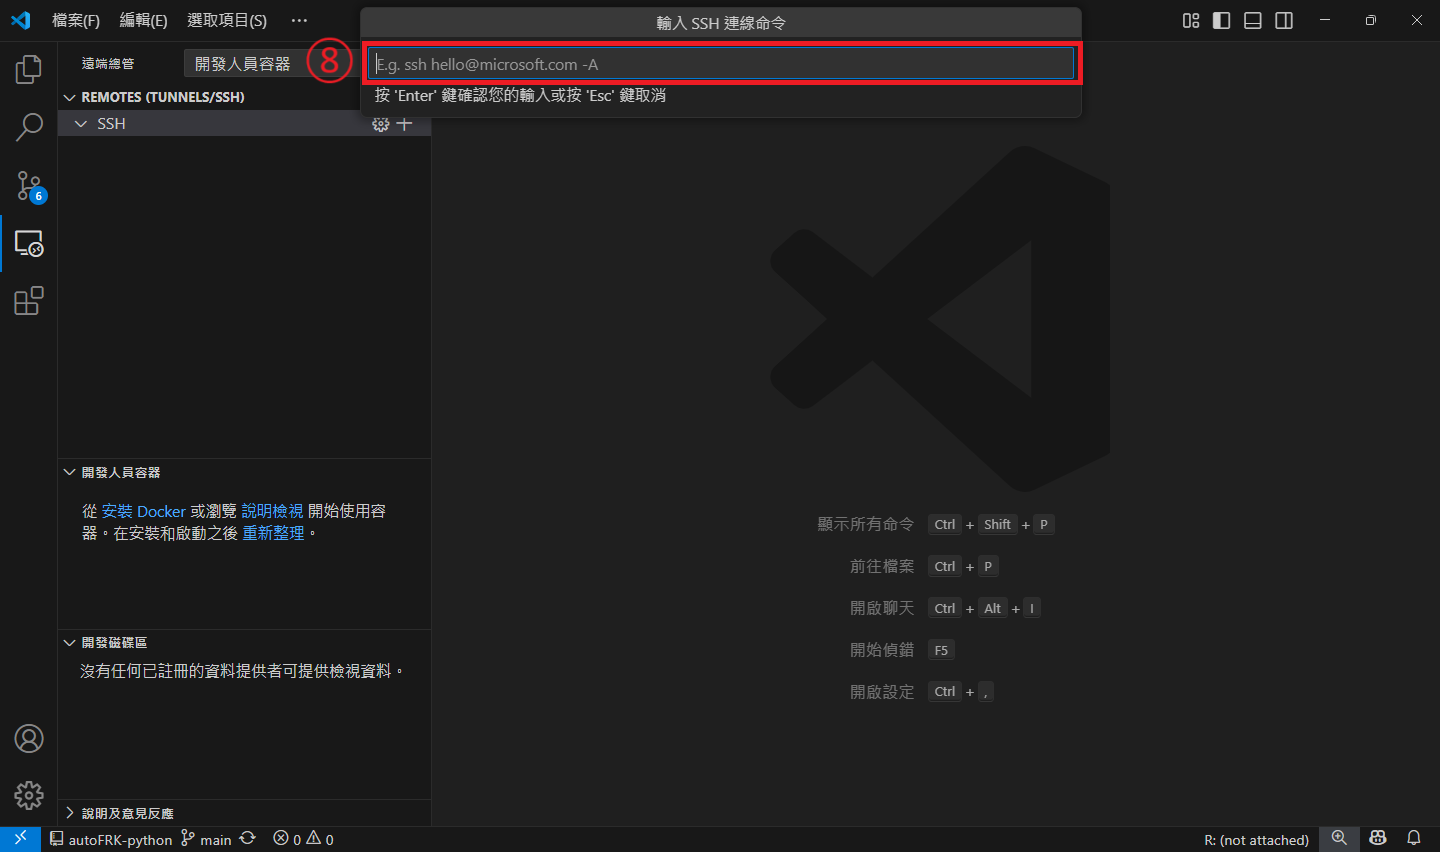 檔案(F) 編輯(E) 選取項目(S) ···
輸入 SSH 連線命令
遠端總管 開發人員容器
⑧
E.g. ssh hello@microsoft.com -A
按 'Enter' 鍵確認您的輸入或按 'Esc' 鍵取消
REMOTES (TUNNELS/SSH)
SSH
6
開發人員容器
從 安裝 Docker 或瀏覽 說明檢視 開始使用容
器。在安裝和啟動之後 重新整理。
顯示所有命令 Ctrl + Shift + P
前往檔案 Ctrl + P
開啟聊天 Ctrl + Alt + I
開始偵錯 F5
開啟設定 Ctrl + ,
開發磁碟區
沒有任何已註冊的資料提供者可提供檢視資料。
說明及意見反應
autoFRK-python main 0 0
R: (not attached)